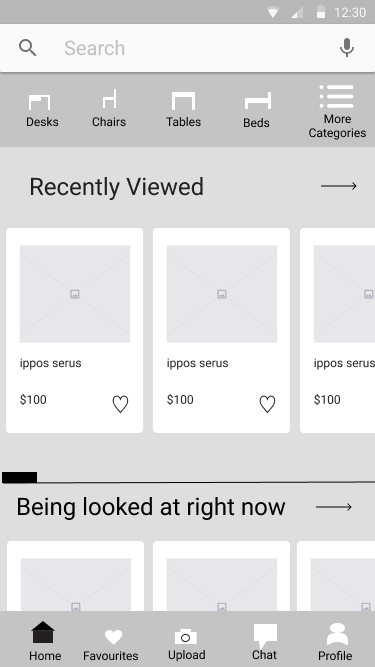 12:30
Search
Desks
Chairs
Tables
Beds
More
Categories
Recently Viewed
ippos serus
ippos serus
ippos serus
$100
$100
$100
Being looked at right now
Home
Favourites
Upload
Chat
Profile